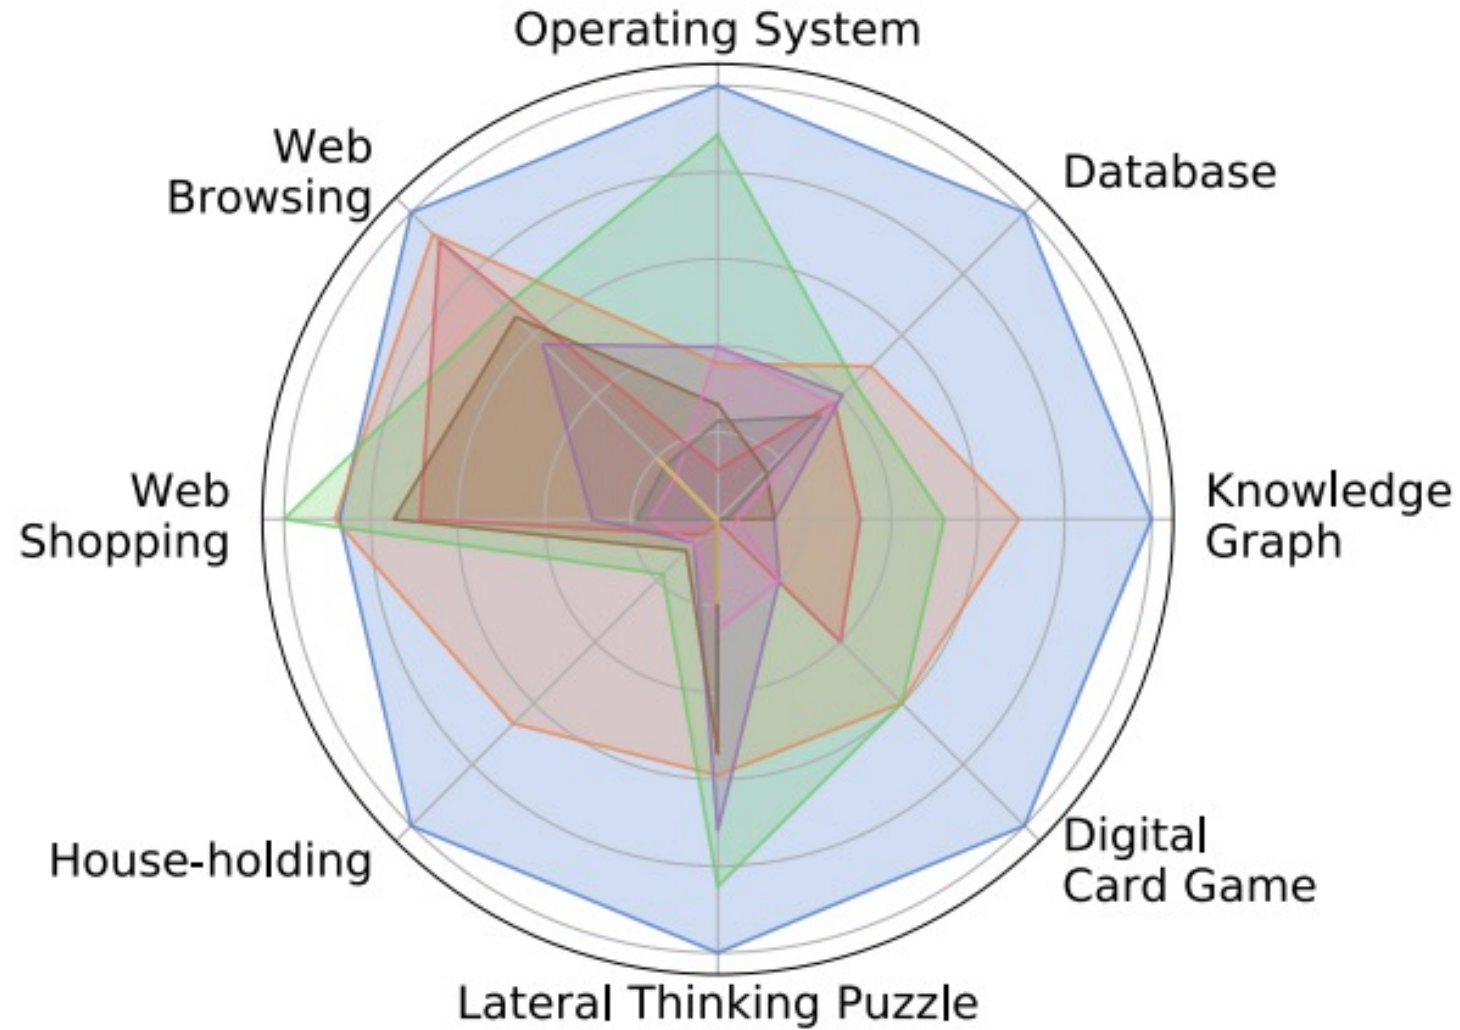 Operating System
Web
Browsing
Database
Web
Shopping
Knowledge
Graph
House-holding
Digital
Card Game
Lateral Thinking Puzzle